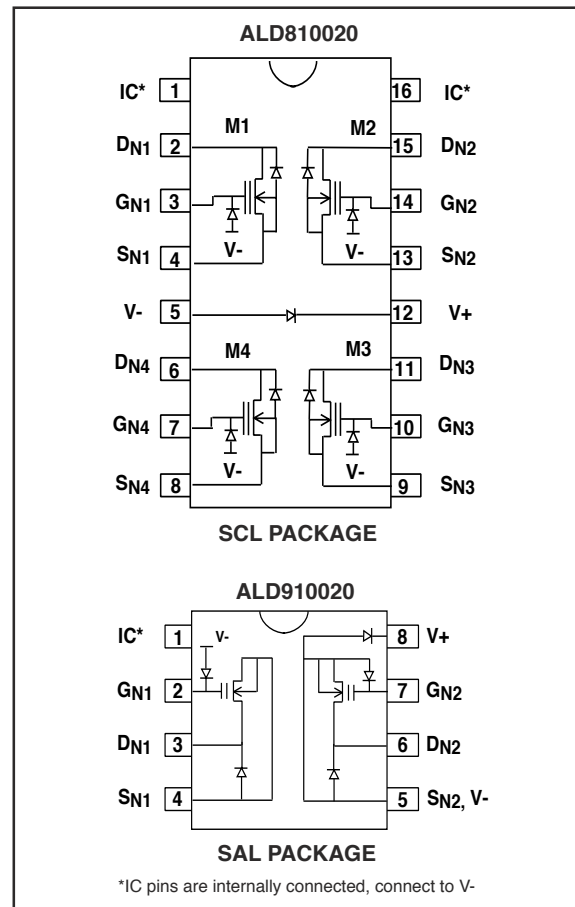 ALD810020
IC* 1 16 IC*
DN1 2 M1 M2 15 DN2
GN1 3 14 GN2
V- V-
SN1 4 13 SN2
V- 5 12 V+
DN4 6 M4 M3 11 DN3
GN4 7 10 GN3
V- V-
SN4 8 9 SN3
SCL PACKAGE
ALD910020
IC* 1 V- 8 V+
GN1 2 7 GN2
DN1 3 6 DN2
SN1 4 5 SN2, V-
SAL PACKAGE
*IC pins are internally connected, connect to V-